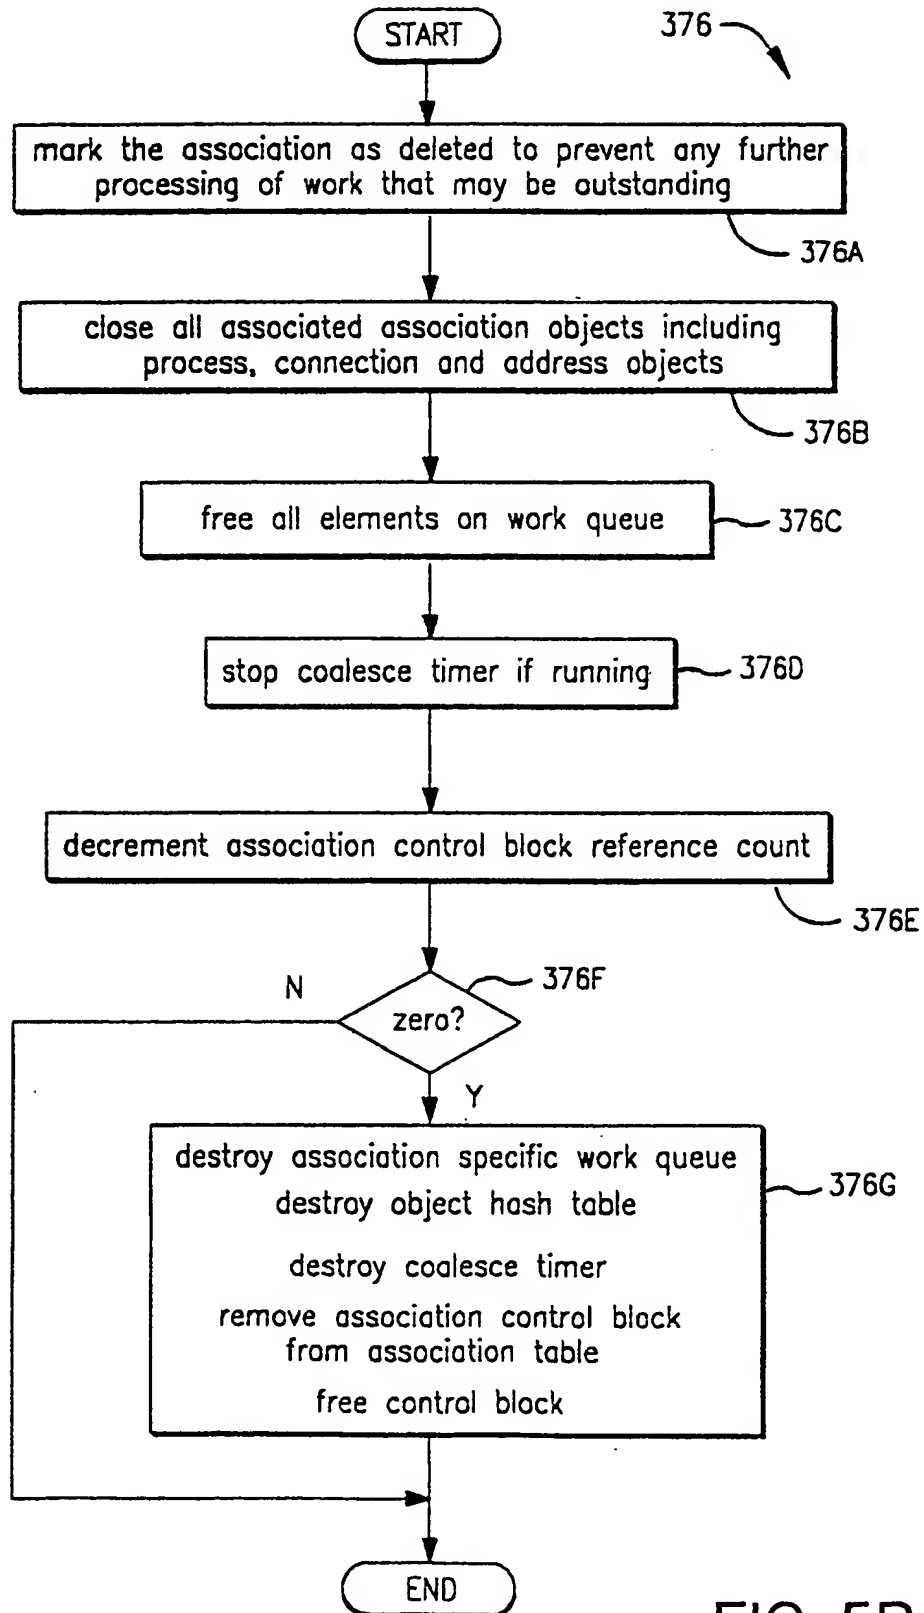 START
376
mark the association as deleted to prevent any further
processing of work that may be outstanding
376A
close all associated association objects including
process, connection and address objects
376B
free all elements on work queue
376C
stop coalesce timer if running
376D
decrement association control block reference count
376E
376F
N
zero?
Y
destroy association specific work queue
destroy object hash table
376G
destroy coalesce timer
remove association control block
from association table
free control block
END